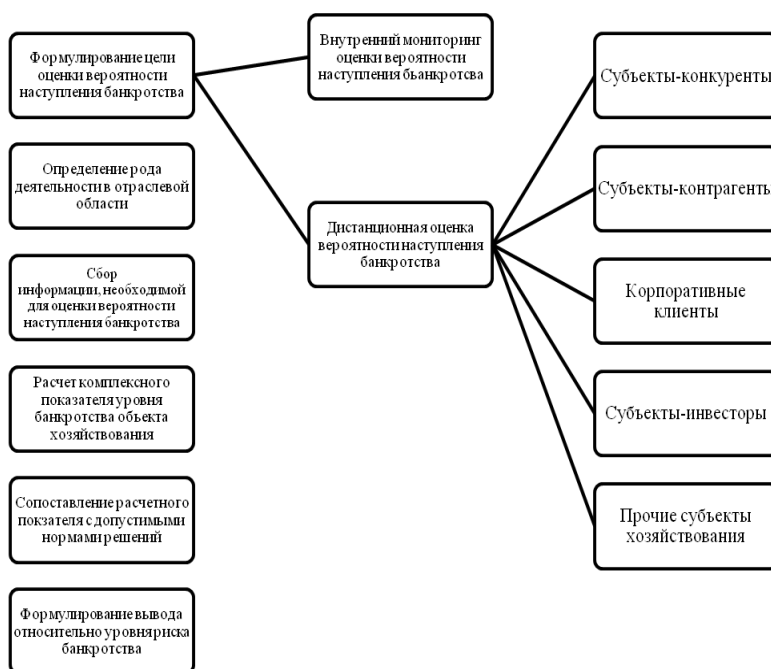 Формулирование цели
оценки вероятности
наступления банкротства
Определение рода
деятельности в отраслевой
области
Сбор
информации, необходимой
для оценки вероятности
наступления банкротства
Расчет комплексного
показателя уровня
банкротства объекта
хозяйствования
Сопоставление расчетного
покзателя с допустимыми
нормами решений
Формулирование вывода
относительно уровня риска
банкротства
Внутренний мониторинг
оценки вероятности
наступления бьанкротсва
Дистанционная оценка
вероятности наступления
банкротства
Субъекты-конкуренты
Субъекты-контрагенты
Корпоративные
клиенты
Субъекты-инвесторы
Прочие субъекты
хозяйствования